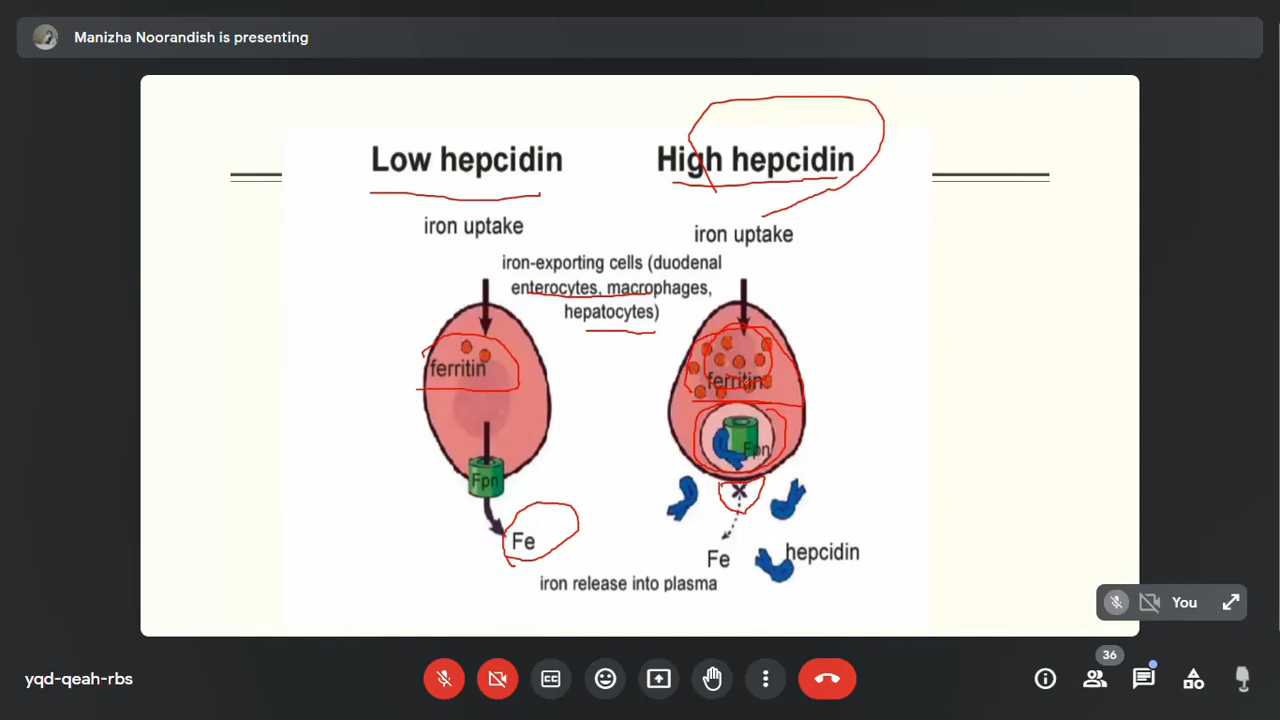 Manizha Noorandish is presenting
Low hepcidin
High hepcidin
iron uptake
iron uptake
iron-exporting cells (duodenal
enterocytes, macrophages,
hepatocytes)
ferritin
ferritin
Fpn
Fpn
Fe
Fe
hepcidin
iron release into plasma
You
yqd-qeah-rbs
CC
36